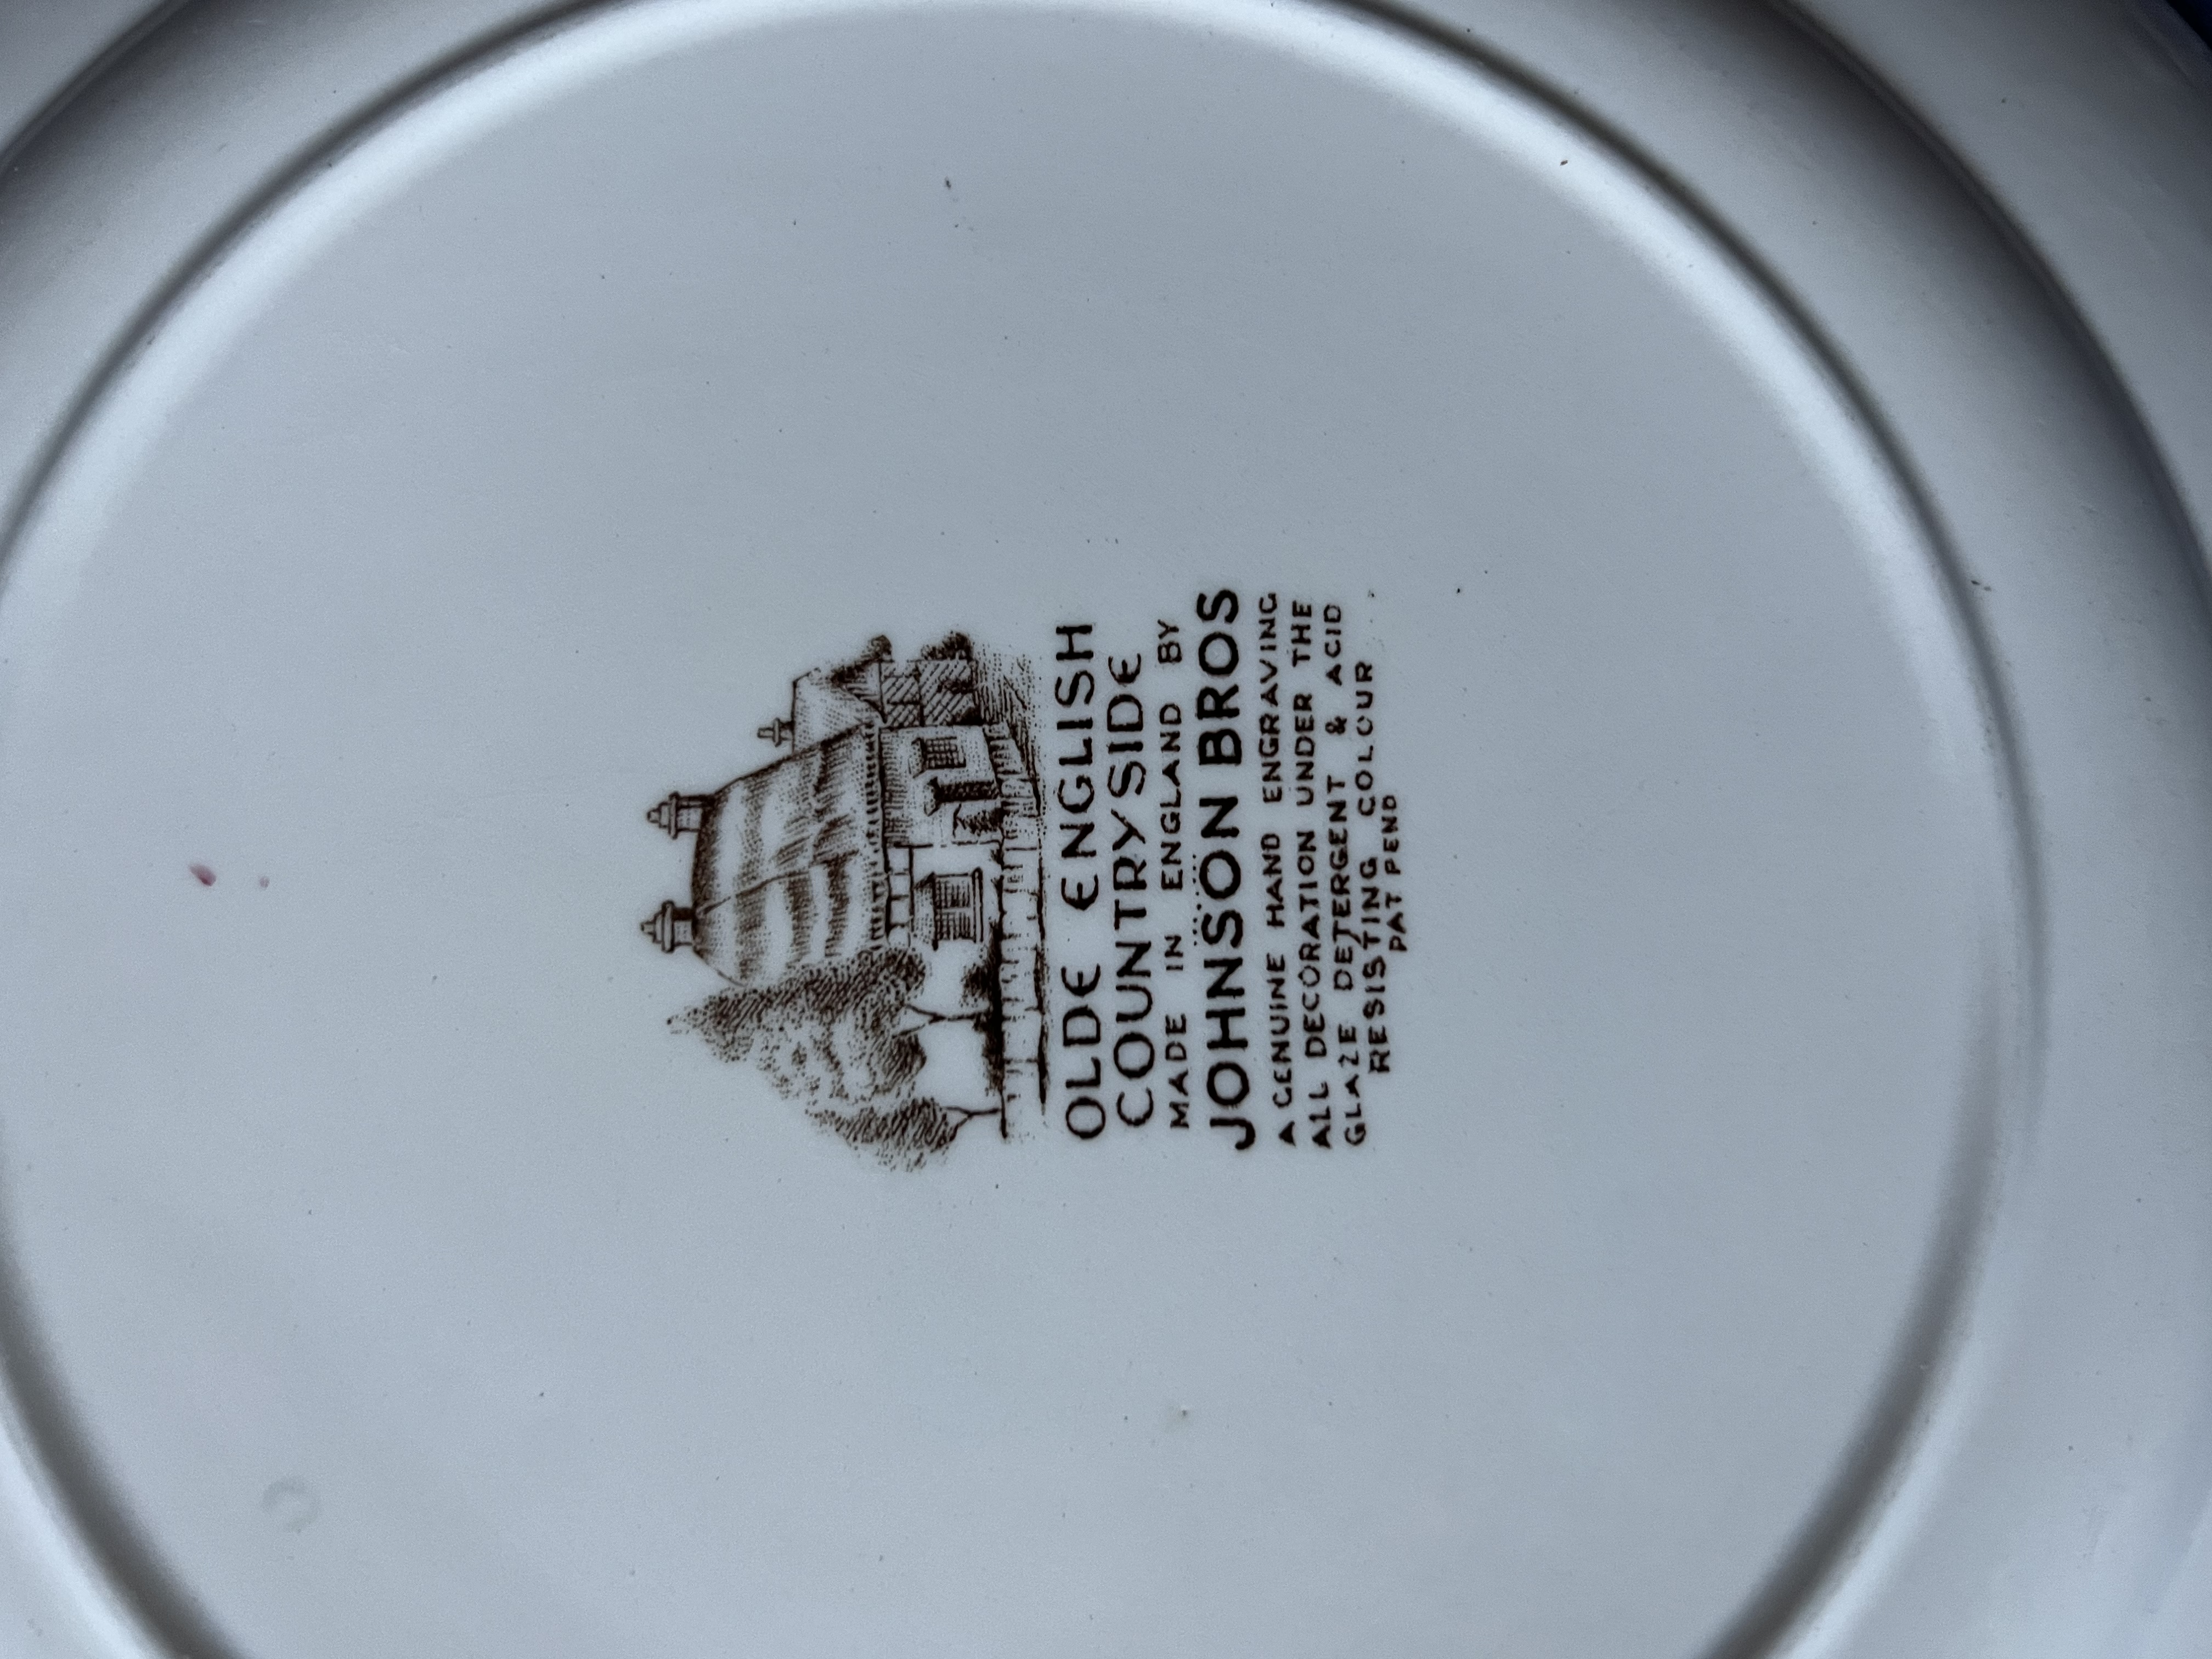 OLDE ENGLISH
COUNTRYSIDE
MADE IN ENGLAND BY
JOHNSON BROS
A GENUINE HAND ENGRAVING
ALL DECORATION UNDER THE
GLAZE DETERGENT & ACID
RESISTING COLOUR
PAT PEND